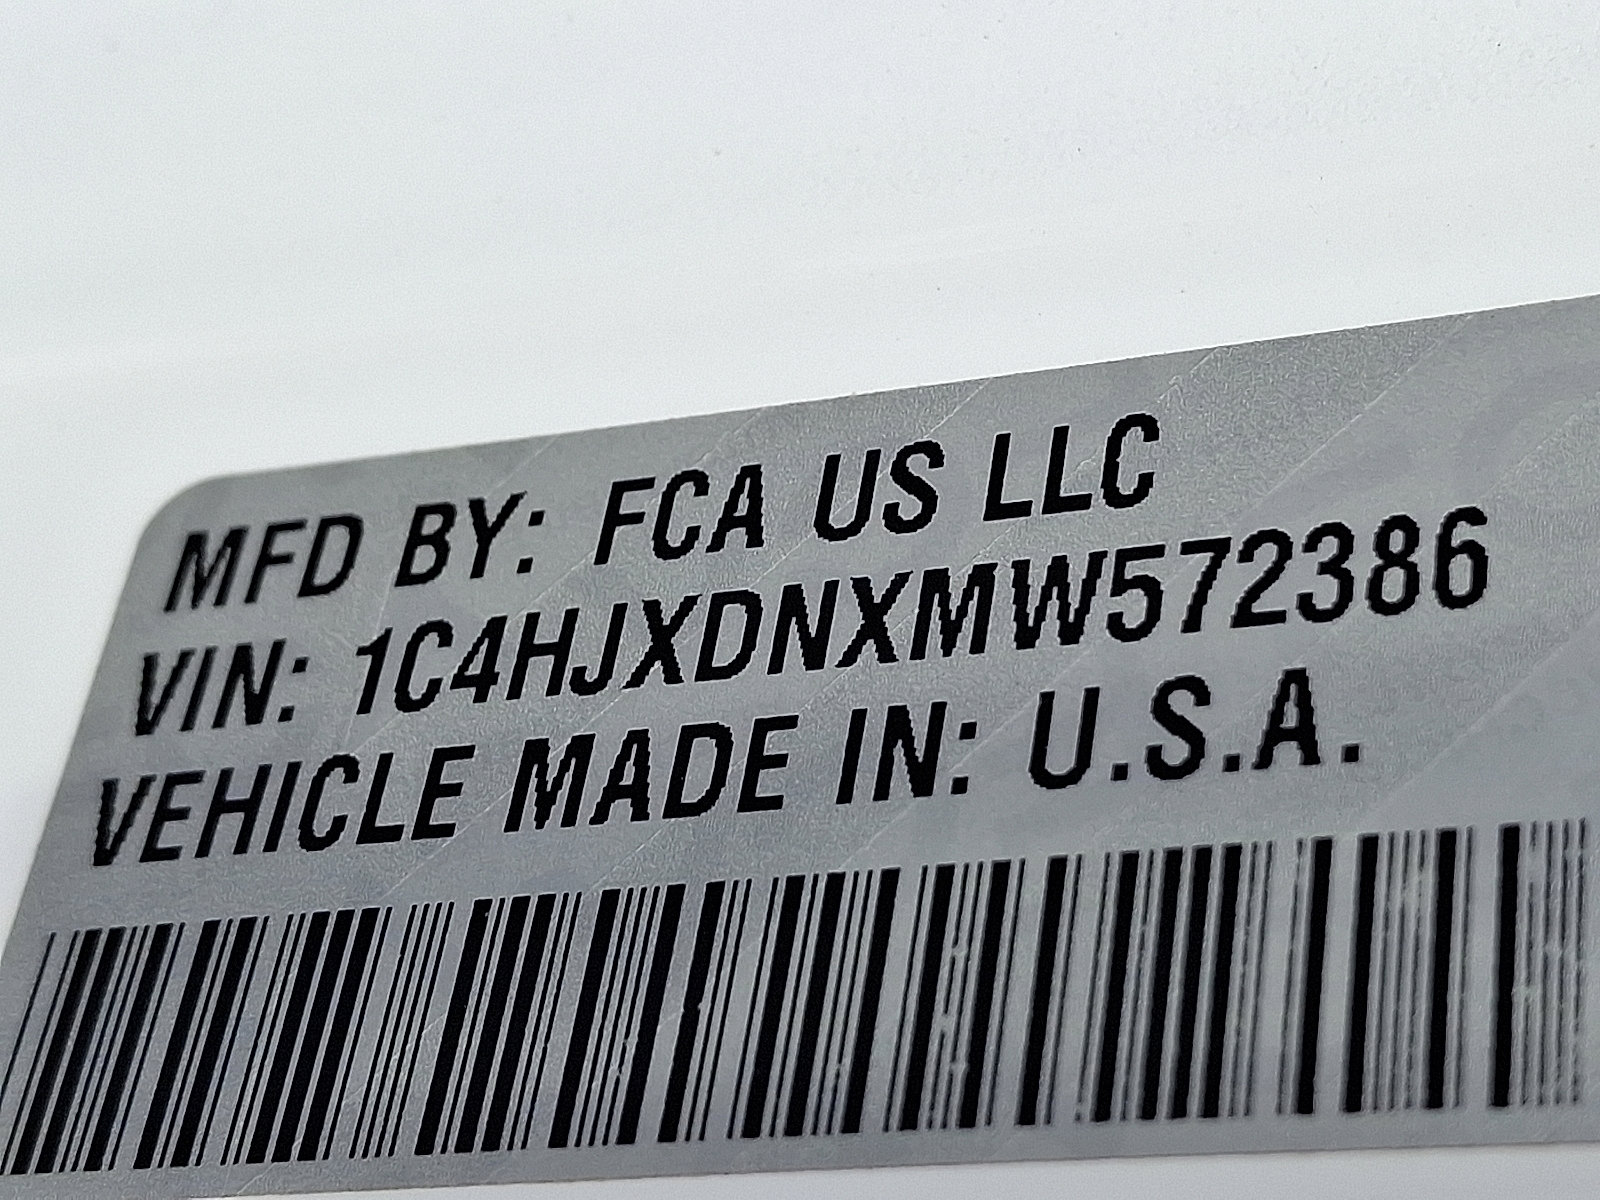 MFD BY: FCA US LLC
VIN: 1C4HJXDNXMW572386
VEHICLE MADE IN: U.S.A.